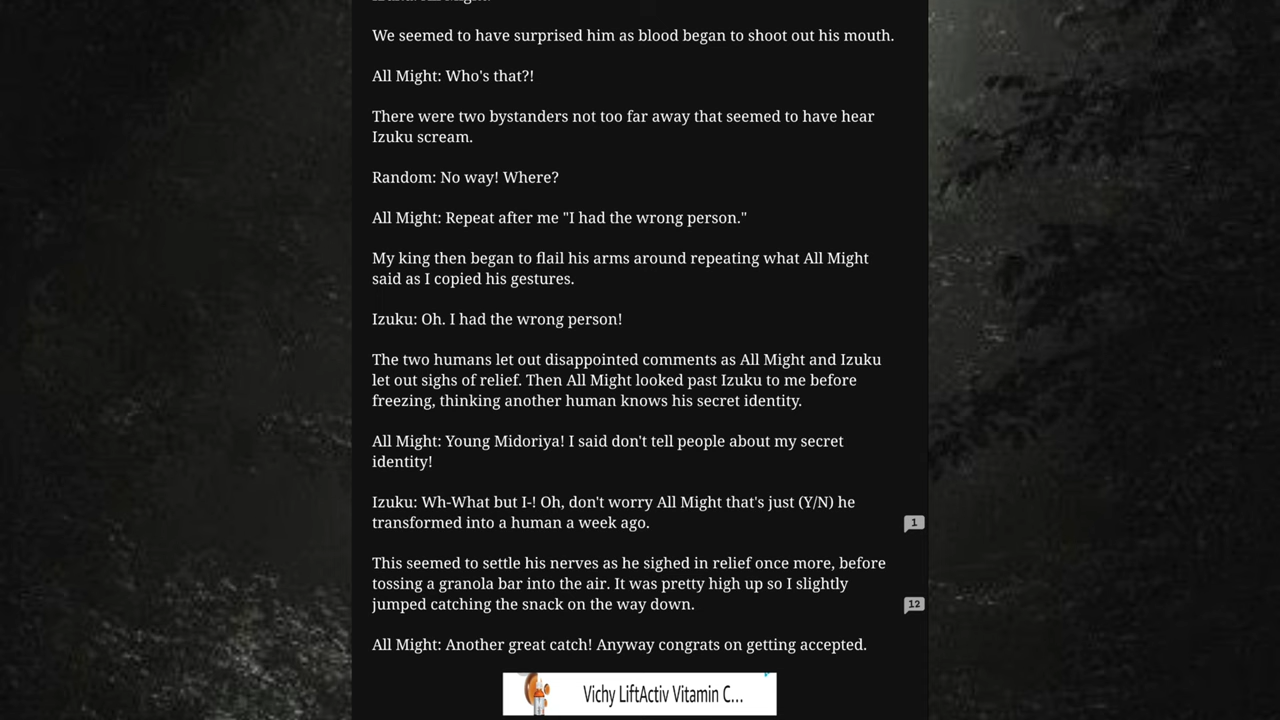 We seemed to have surprised him as blood began to shoot out his mouth.
All Might: Who's that?!
There were two bystanders not too far away that seemed to have hear
Izuku scream.
Random: No way! Where?
All Might: Repeat after me "I had the wrong person."
My king then began to flail his arms around repeating what All Might
said as I copied his gestures.
Izuku: Oh. I had the wrong person!
The two humans let out disappointed comments as All Might and Izuku
let out sighs of relief. Then All Might looked past Izuku to me before
freezing, thinking another human knows his secret identity.
All Might: Young Midoriya! I said don't tell people about my secret
identity!
Izuku: Wh-What but I-! Oh, don't worry All Might that's just (Y/N) he
transformed into a human a week ago.
1
This seemed to settle his nerves as he sighed in relief once more, before
tossing a granola bar into the air. It was pretty high up so I slightly
jumped catching the snack on the way down.
12
All Might: Another great catch! Anyway congrats on getting accepted.
Vichy LiftActiv Vitamin C...